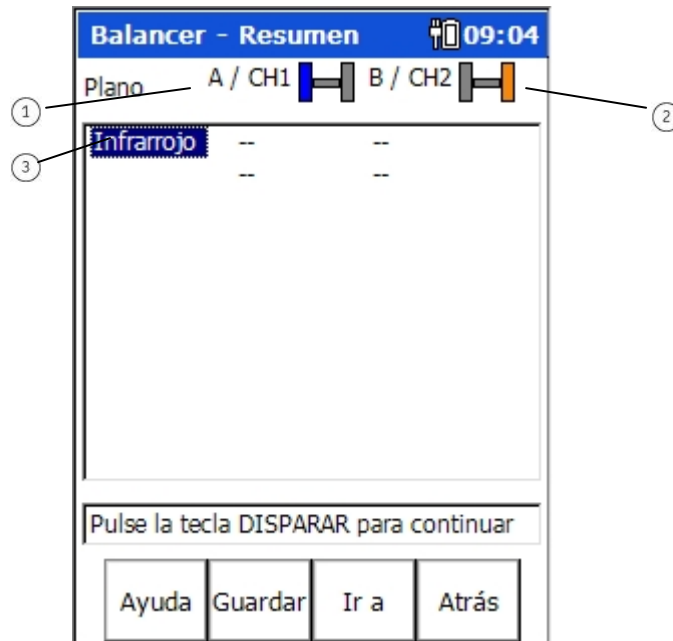 Balancer - Resumen 09:04
Plano A / CH1 B / CH2
1
2
Infrarrojo -- --
3
-- --
Pulse la tecla DISPARAR para continuar
Ayuda Guardar Ir a Atrás